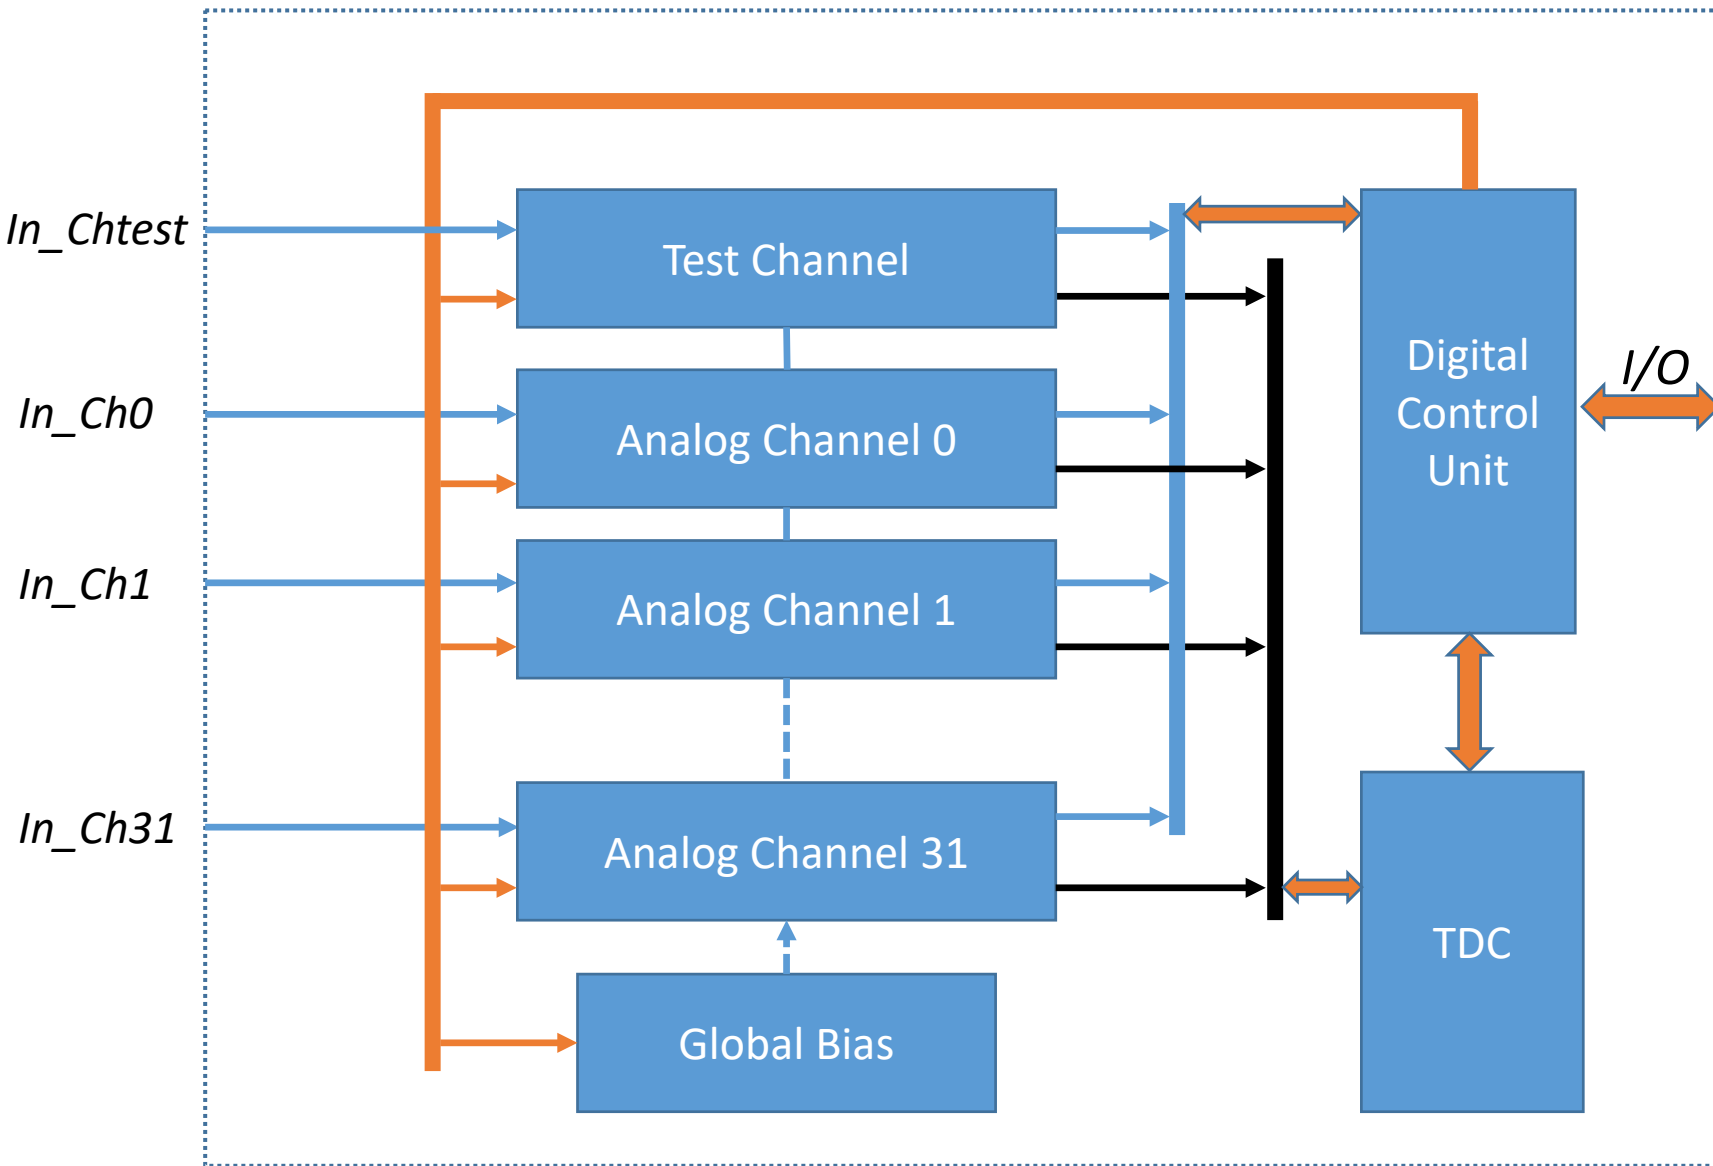 In_Chtest
Test Channel
In_Ch0
Analog Channel 0
Digital
Control
Unit
I/O
In_Ch1
Analog Channel 1
In_Ch31
Analog Channel 31
TDC
Global Bias